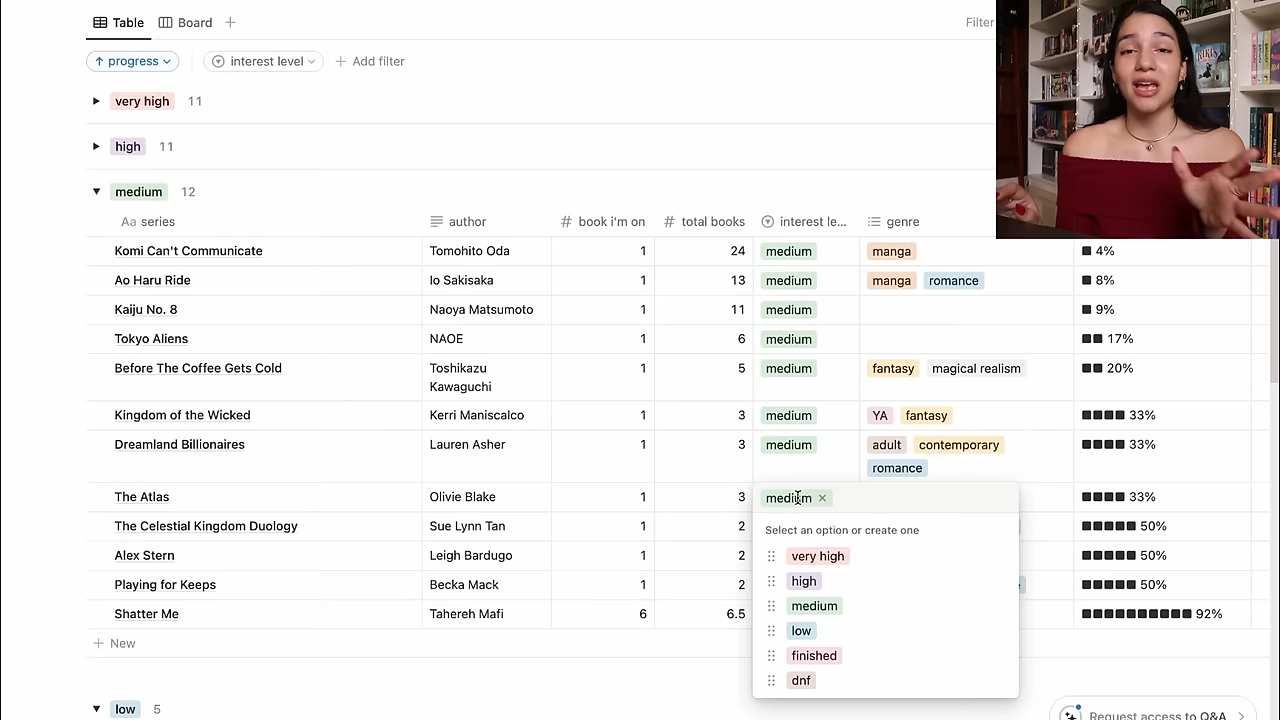 Table Board
Filter
progress interest level Add filter
very high 11
high 11
medium 12
Aa series author # book i'm on # total books interest le... genre
Komi Can't Communicate Tomohito Oda 1 24 medium manga 4%
Ao Haru Ride Io Sakisaka 1 13 medium manga romance 8%
Kaiju No. 8 Naoya Matsumoto 1 11 medium 9%
Tokyo Aliens NAOE 1 6 medium 17%
Before The Coffee Gets Cold Toshikazu Kawaguchi 1 5 medium fantasy magical realism 20%
Kingdom of the Wicked Kerri Maniscalco 1 3 medium YA fantasy 33%
Dreamland Billionaires Lauren Asher 1 3 medium adult contemporary romance 33%
The Atlas Olivie Blake 1 3 medium 33%
The Celestial Kingdom Duology Sue Lynn Tan 1 2 50%
Alex Stern Leigh Bardugo 1 2 50%
Playing for Keeps Becka Mack 1 2 50%
Shatter Me Tahereh Mafi 6 6.5 92%
+ New
low 5
Select an option or create one
very high
high
medium
low
finished
dnf
Request access to Q&A